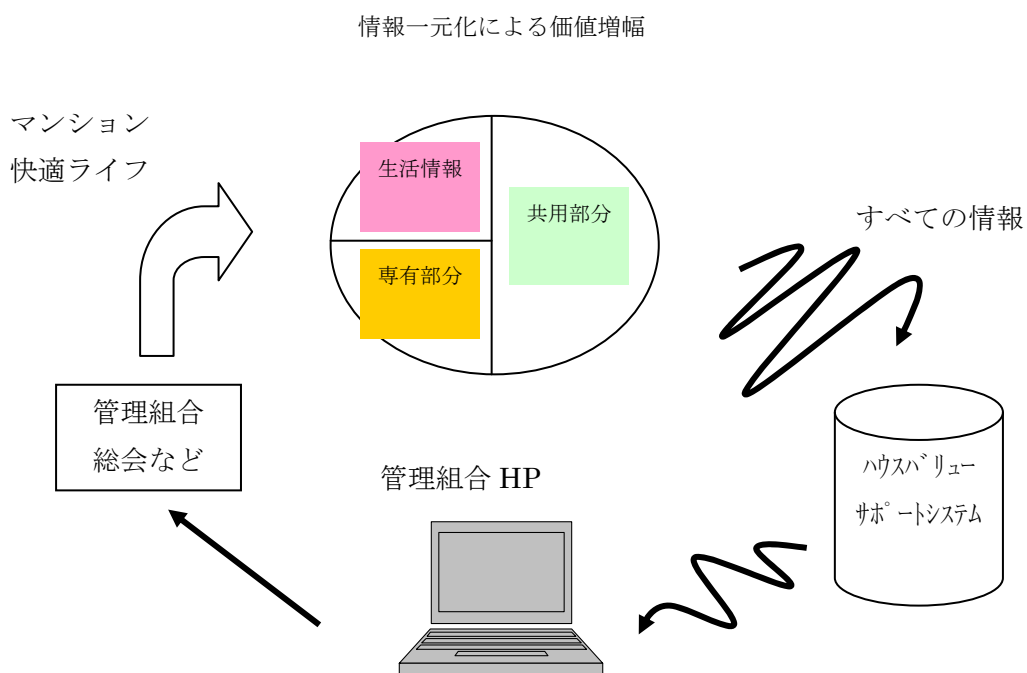 情報一元化による価値増幅
マンション
快適ライフ
生活情報
共用部分
専有部分
すべての情報
管理組合
総会など
管理組合 HP
ﾊｳｽﾊﾞﾘｭｰ
ｻﾎﾟｰﾄｼｽﾃﾑ